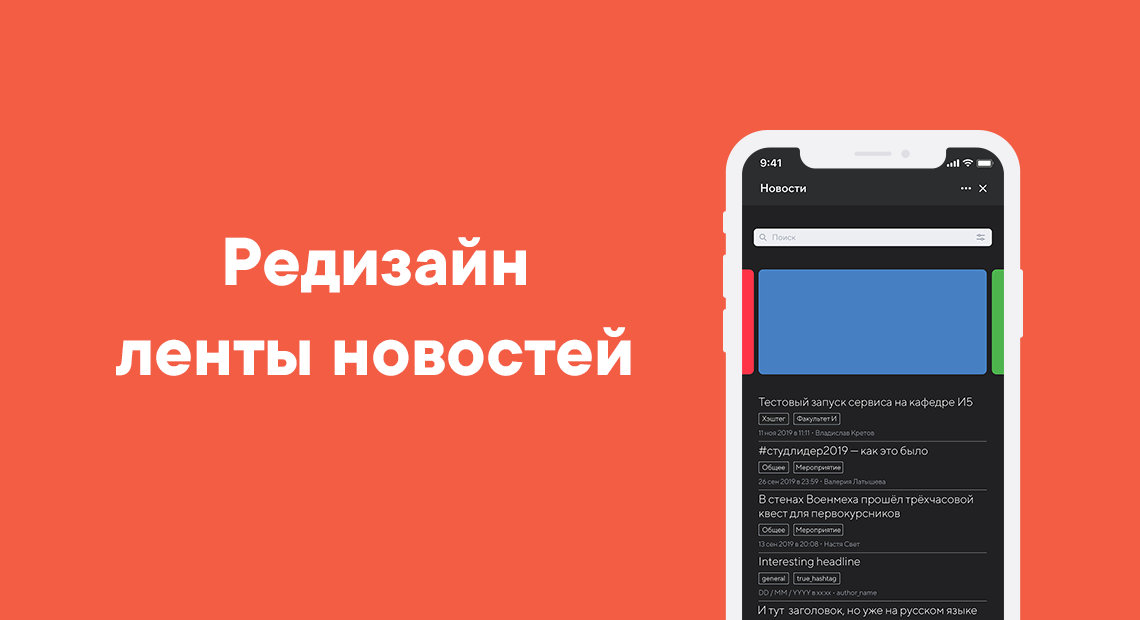 Редизайн
ленты новостей
9:41
Новости
Поиск
Тестовый запуск сервиса на кафедре И5
Хэштег Факультет И
11 ноя 2019 в 11:11 • Владислав Кретов
#студлидер2019 — как это было
Общее Мероприятие
26 сен 2019 в 23:59 • Валерия Латышева
В стенах Военмеха прошёл трёхчасовой
квест для первокурсников
Общее Мероприятие
13 сен 2019 в 20:08 • Настя Свет
Interesting headline
general true_hashtag
DD / MM / YYYY в xx:xx • author_name
И тут заголовок, но уже на русском языке